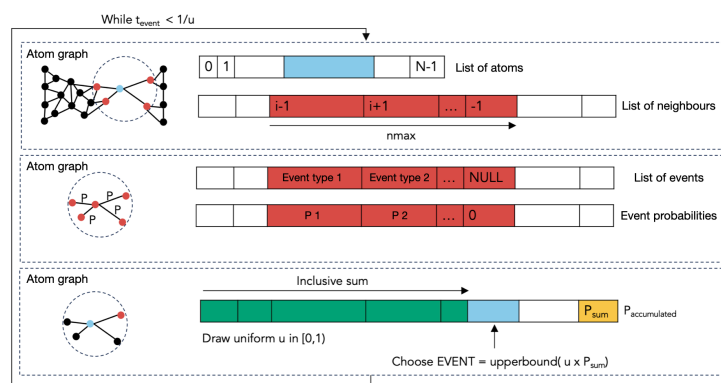 While t_event < 1/u
Atom graph
0 1 N-1 List of atoms
i-1 i+1 ... -1 List of neighbours
nmax
Atom graph
P P P P
Event type 1 Event type 2 ... NULL List of events
P 1 P 2 ... 0 Event probabilities
Atom graph
Inclusive sum
P_sum P_accumulated
Draw uniform u in [0,1)
Choose EVENT = upperbound( u x P_sum)